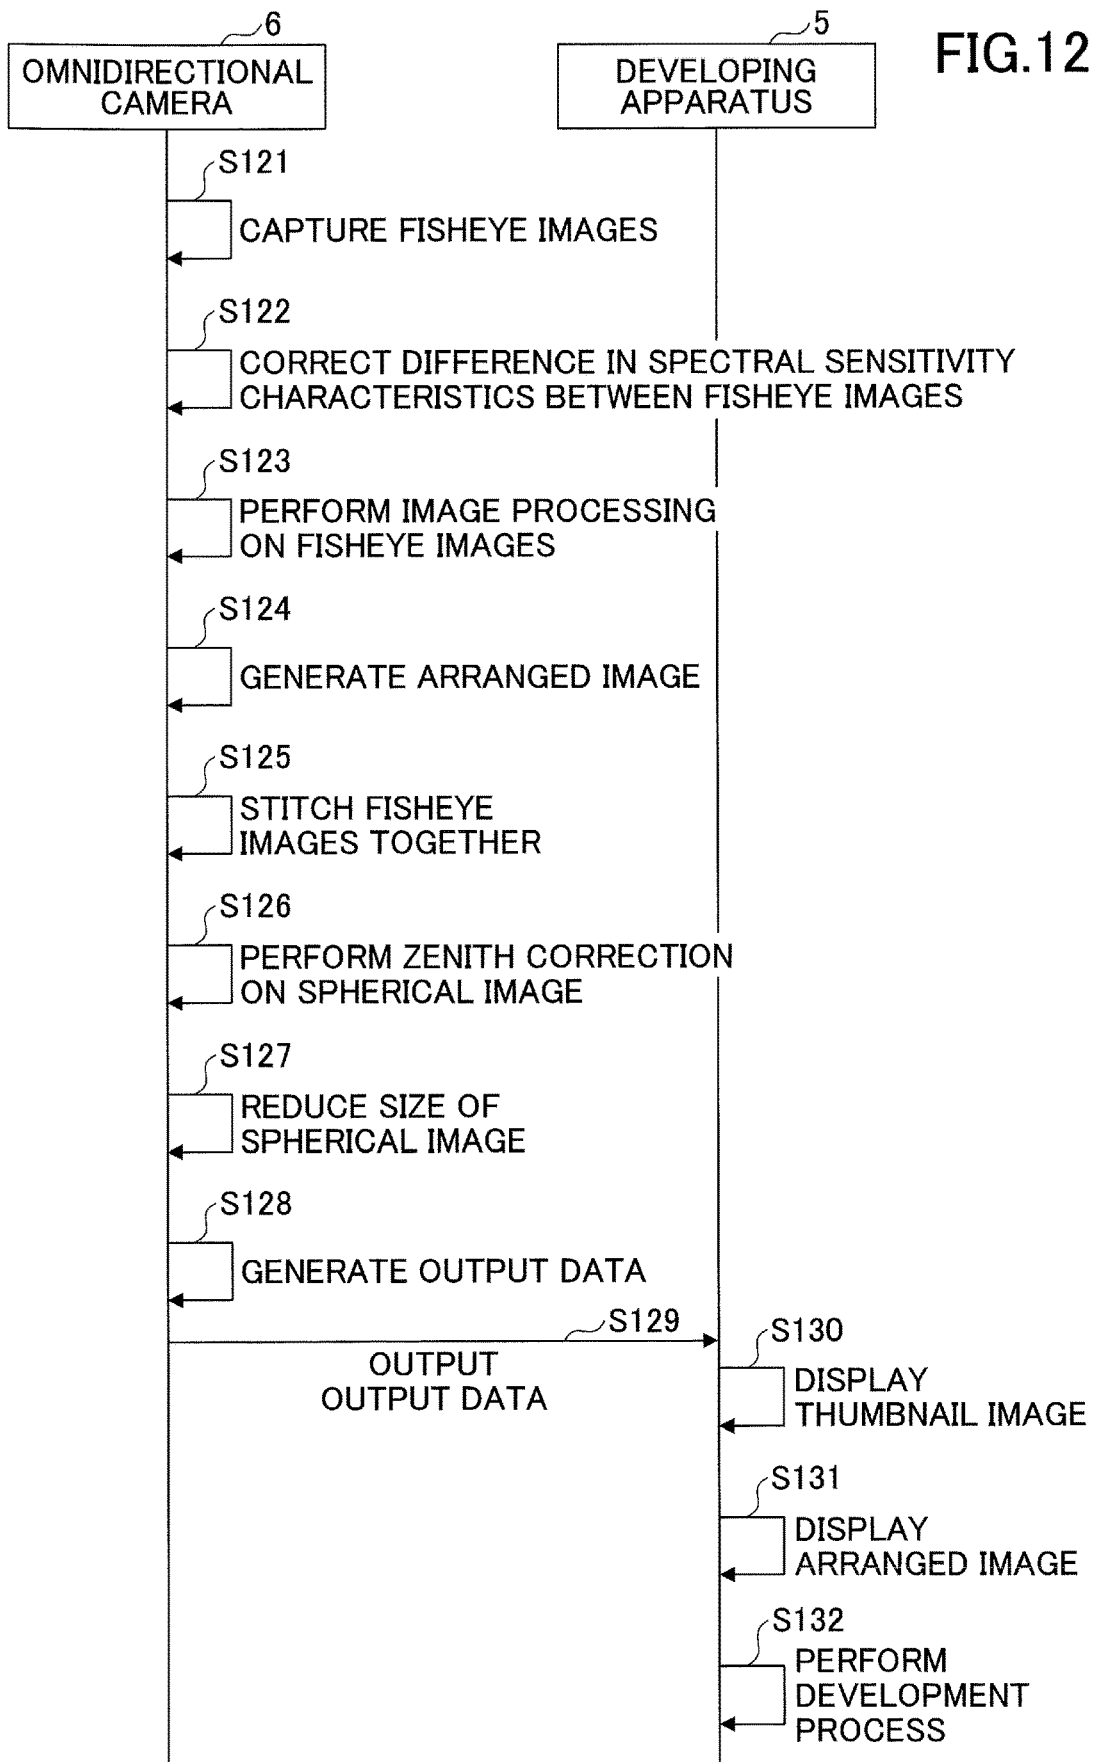 6
5
FIG.12
OMNIDIRECTIONAL
CAMERA
DEVELOPING
APPARATUS
S121
CAPTURE FISHEYE IMAGES
S122
CORRECT DIFFERENCE IN SPECTRAL SENSITIVITY
CHARACTERISTICS BETWEEN FISHEYE IMAGES
S123
PERFORM IMAGE PROCESSING
ON FISHEYE IMAGES
S124
GENERATE ARRANGED IMAGE
S125
STITCH FISHEYE
IMAGES TOGETHER
S126
PERFORM ZENITH CORRECTION
ON SPHERICAL IMAGE
S127
REDUCE SIZE OF
SPHERICAL IMAGE
S128
GENERATE OUTPUT DATA
S129
OUTPUT
OUTPUT DATA
S130
DISPLAY
THUMBNAIL IMAGE
S131
DISPLAY
ARRANGED IMAGE
S132
PERFORM
DEVELOPMENT
PROCESS